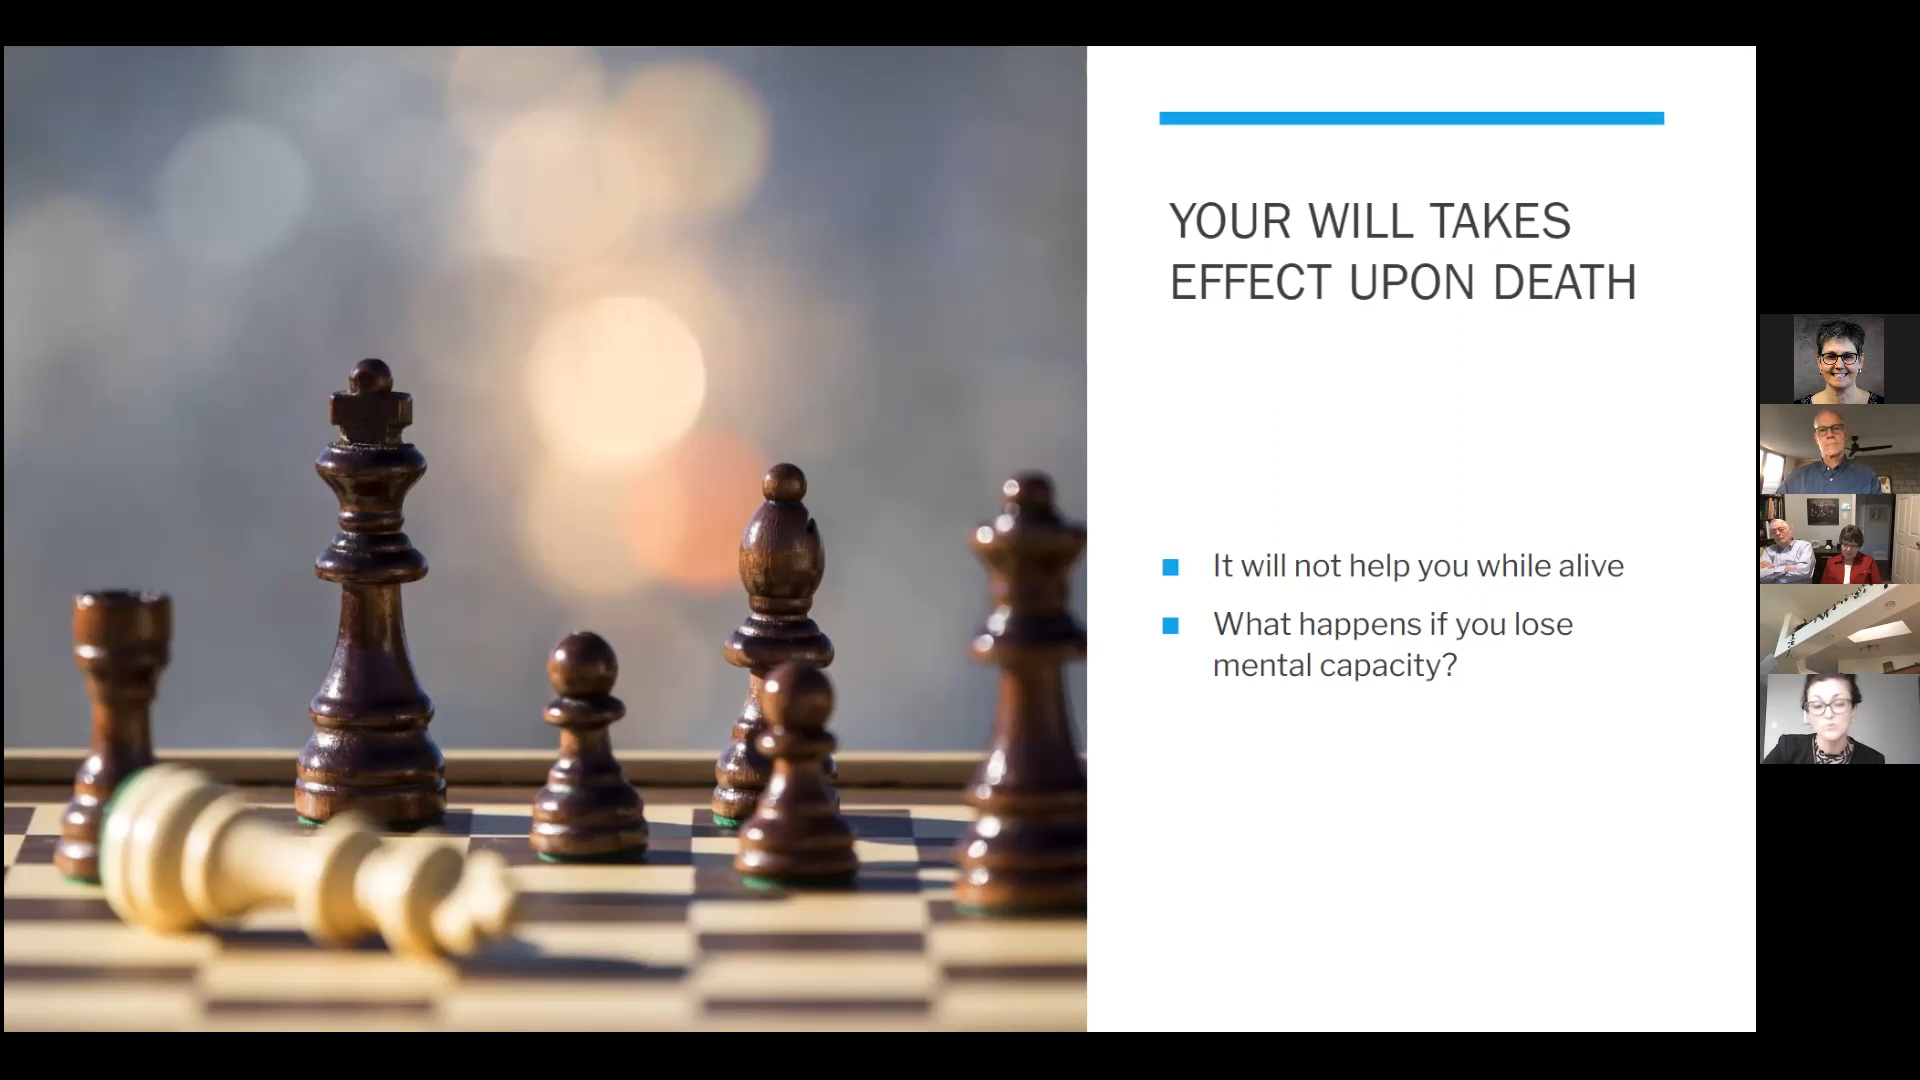 YOUR WILL TAKES
EFFECT UPON DEATH
It will not help you while alive
What happens if you lose
mental capacity?